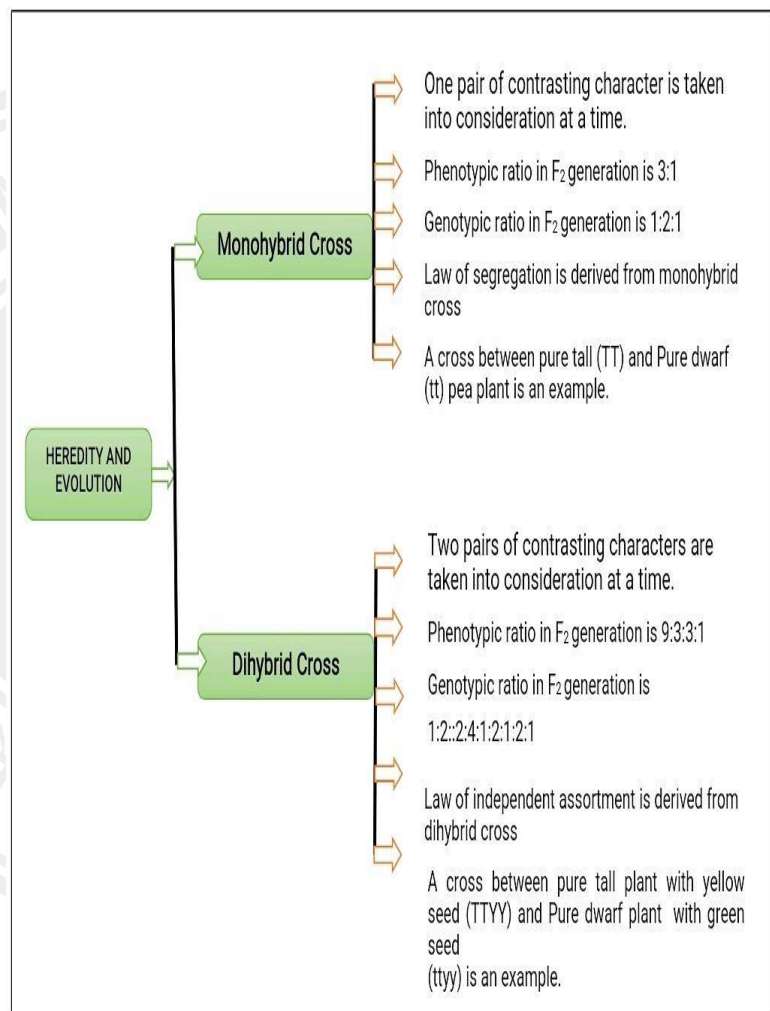 One pair of contrasting character is taken
into consideration at a time.
Phenotypic ratio in F₂ generation is 3:1
Monohybrid Cross
Genotypic ratio in F₂ generation is 1:2:1
Law of segregation is derived from monohybrid
cross
A cross between pure tall (TT) and Pure dwarf
(tt) pea plant is an example.
HEREDITY AND
EVOLUTION
Two pairs of contrasting characters are
taken into consideration at a time.
Phenotypic ratio in F₂ generation is 9:3:3:1
Dihybrid Cross
Genotypic ratio in F₂ generation is
1:2::2:4:1:2:1:2:1
Law of independent assortment is derived from
dihybrid cross
A cross between pure tall plant with yellow
seed (TTYY) and Pure dwarf plant with green
seed
(ttyy) is an example.